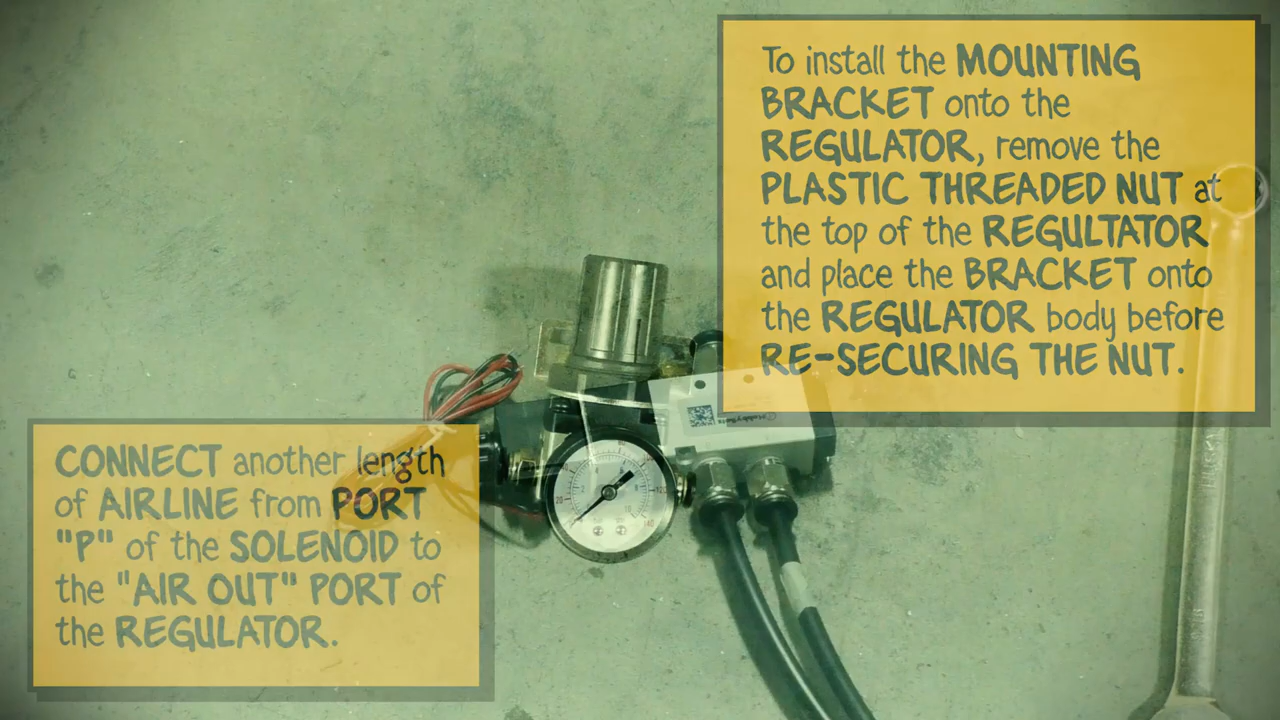 To install the MOUNTING
BRACKET onto the
REGULATOR, remove the
PLASTIC THREADED NUT at
the top of the REGULTATOR
and place the BRACKET onto
the REGULATOR body before
RE-SECURING THE NUT.
CONNECT another length
of AIRLINE from PORT
"P" of the SOLENOID to
the "AIR OUT" PORT of
the REGULATOR.